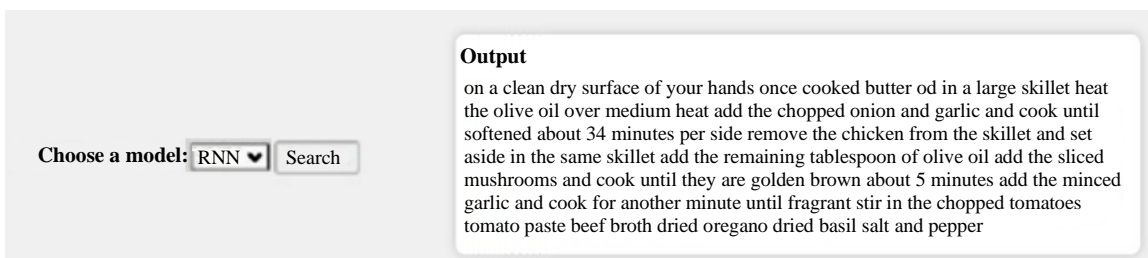 Choose a model: RNN Search
Output
on a clean dry surface of your hands once cooked butter od in a large skillet heat
the olive oil over medium heat add the chopped onion and garlic and cook until
softened about 34 minutes per side remove the chicken from the skillet and set
aside in the same skillet add the remaining tablespoon of olive oil add the sliced
mushrooms and cook until they are golden brown about 5 minutes add the minced
garlic and cook for another minute until fragrant stir in the chopped tomatoes
tomato paste beef broth dried oregano dried basil salt and pepper